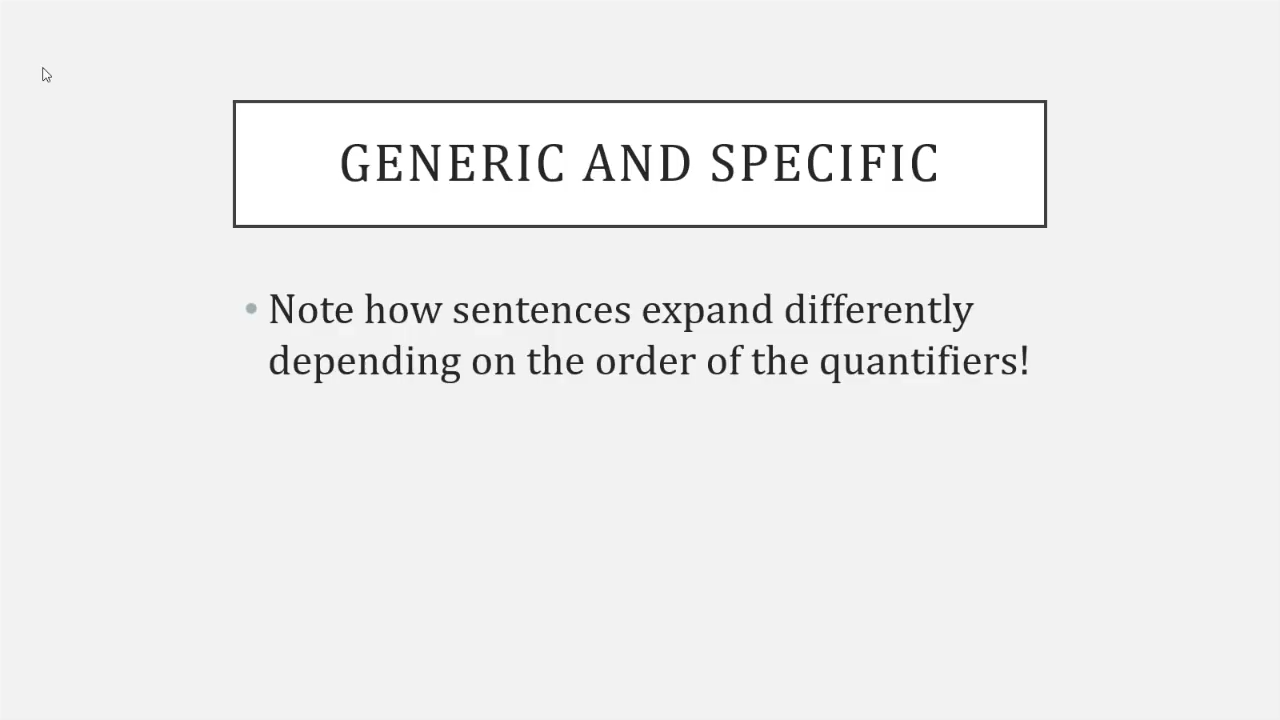 GENERIC AND SPECIFIC
• Note how sentences expand differently
depending on the order of the quantifiers!